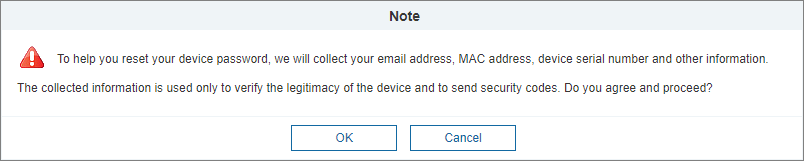 Note
To help you reset your device password, we will collect your email address, MAC address, device serial number and other information.
The collected information is used only to verify the legitimacy of the device and to send security codes. Do you agree and proceed?
OK
Cancel